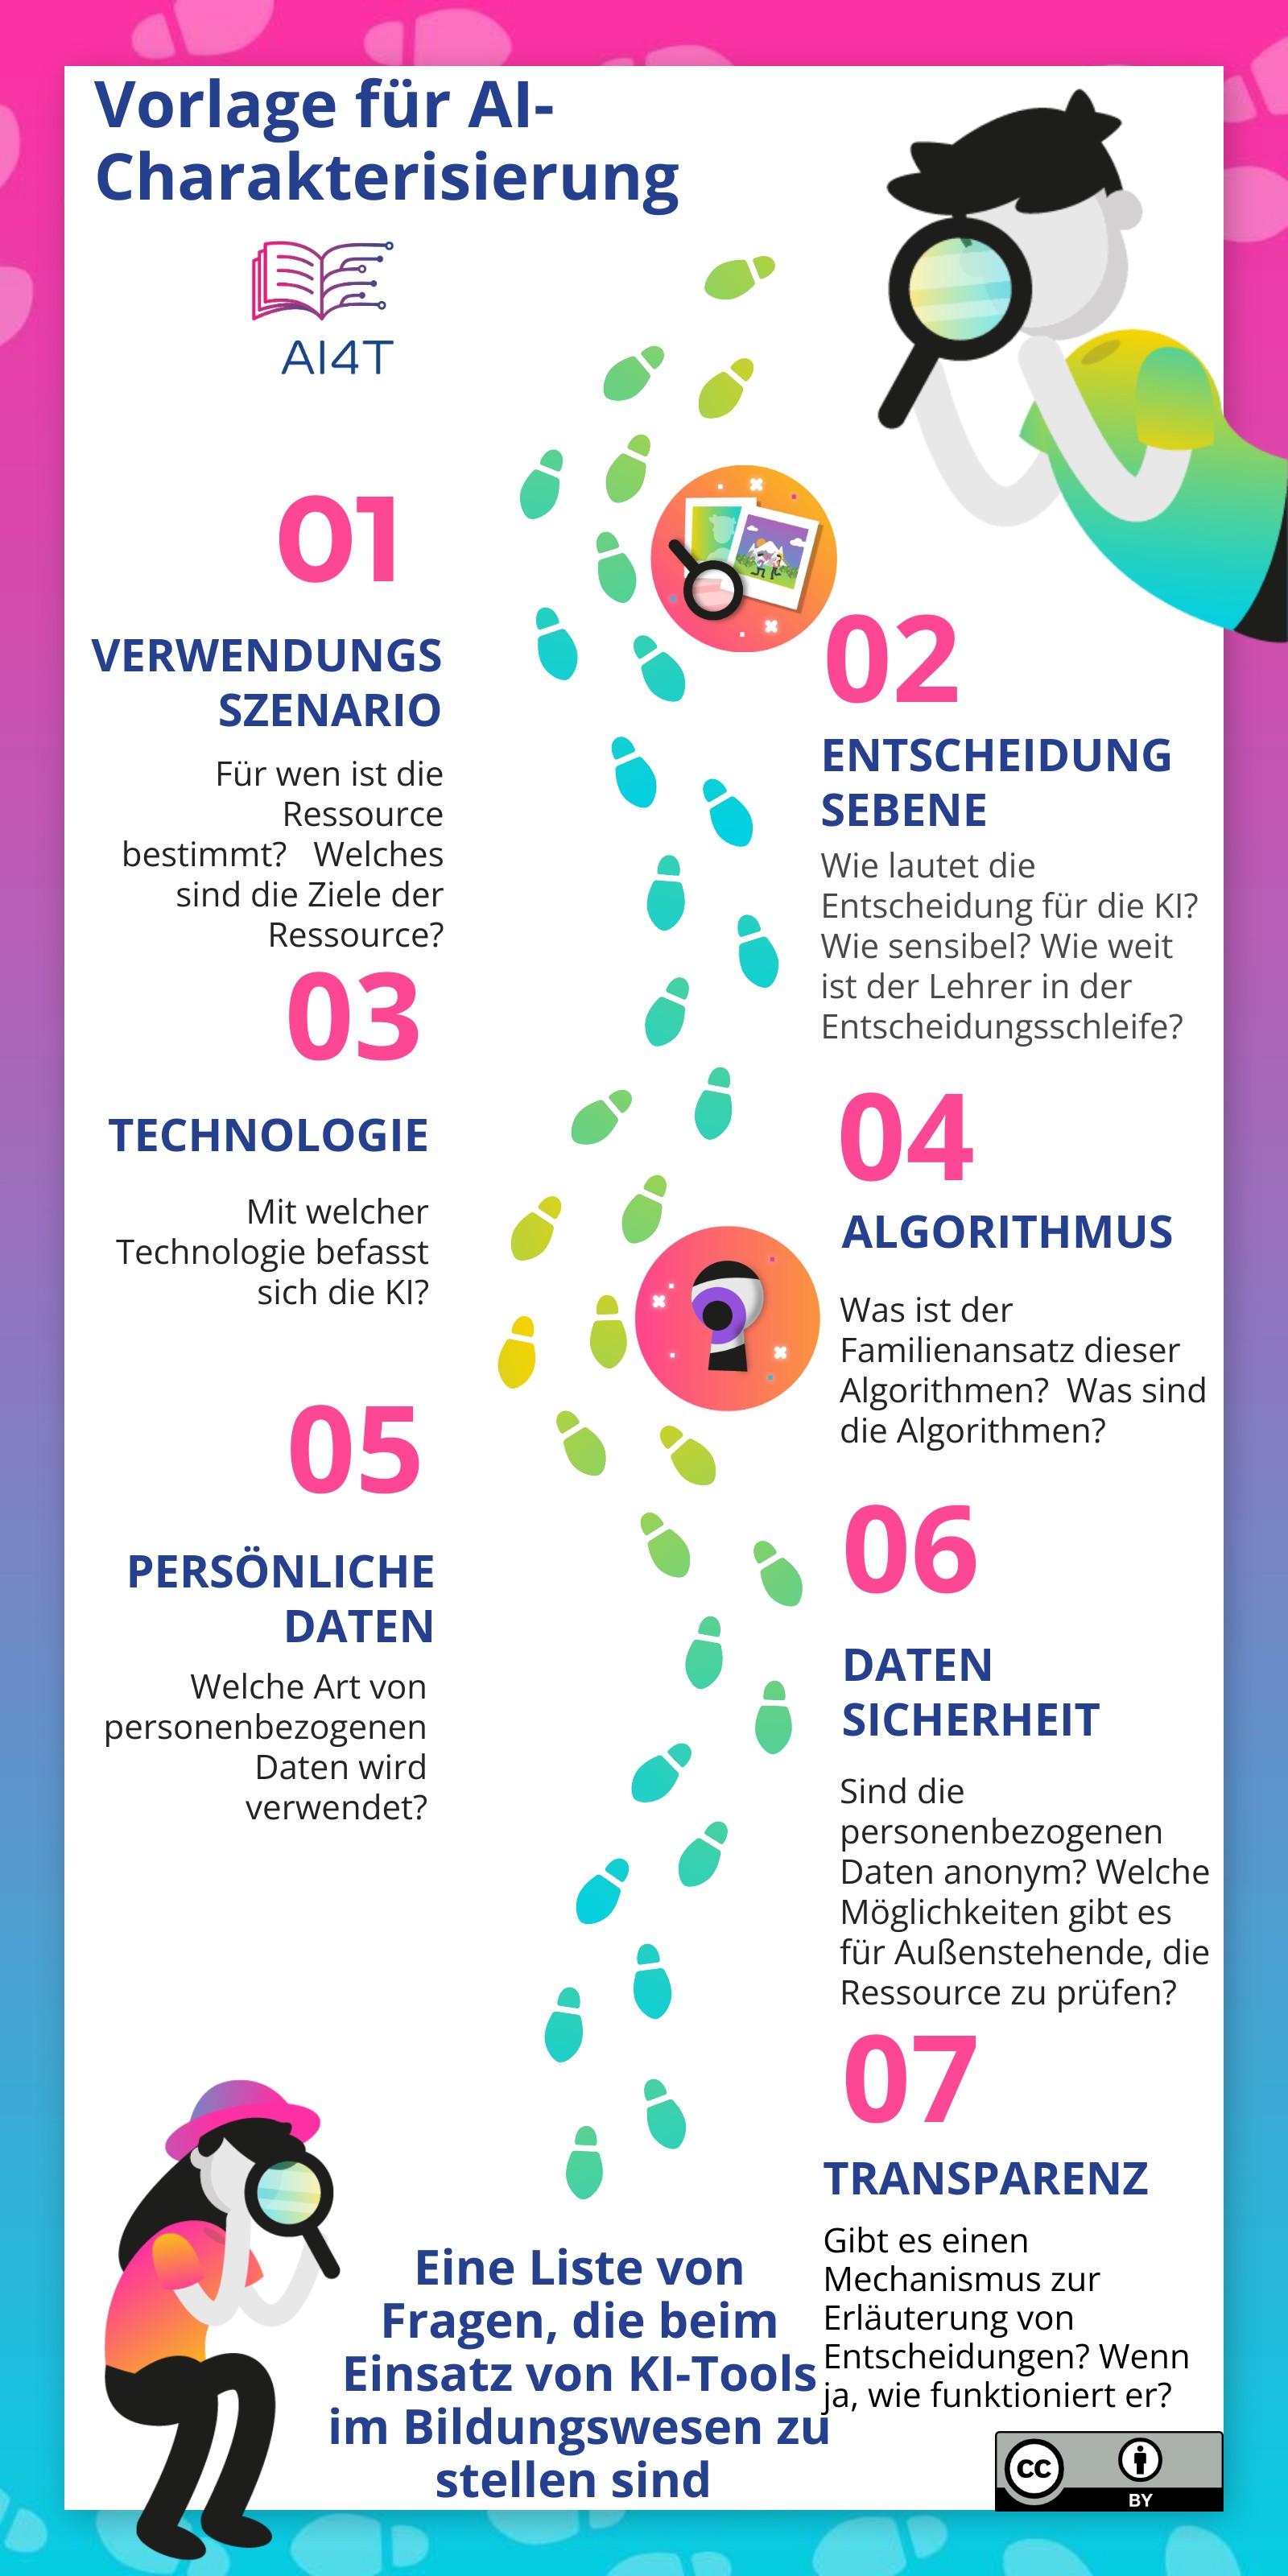 Vorlage für AI-
Charakterisierung
AI4T
01
VERWENDUNGS
SZENARIO
Für wen ist die
Ressource
bestimmt? Welches
sind die Ziele der
Ressource?
02
ENTSCHEIDUNG
SEBENE
Wie lautet die
Entscheidung für die KI?
Wie sensibel? Wie weit
ist der Lehrer in der
Entscheidungsschleife?
03
TECHNOLOGIE
Mit welcher
Technologie befasst
sich die KI?
04
ALGORITHMUS
Was ist der
Familienansatz dieser
Algorithmen? Was sind
die Algorithmen?
05
PERSÖNLICHE
DATEN
Welche Art von
personenbezogenen
Daten wird
verwendet?
06
DATEN
SICHERHEIT
Sind die
personenbezogenen
Daten anonym? Welche
Möglichkeiten gibt es
für Außenstehende, die
Ressource zu prüfen?
07
TRANSPARENZ
Gibt es einen
Mechanismus zur
Erläuterung von
Entscheidungen? Wenn
ja, wie funktioniert er?
Eine Liste von
Fragen, die beim
Einsatz von KI-Tools
im Bildungswesen zu
stellen sind
cc
BY